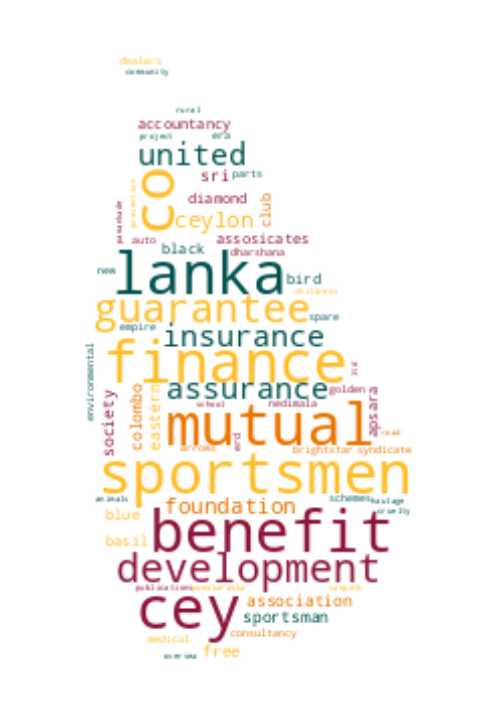 dealers
community
rural
accountancy
project era
united
sri parts
co
diamond
ceylon club
auto assosicates
black dharshana
lanka
new bird
guarantee
spare
empire
insurance
finance
environmental
ltd
assurance
golden
school nedimala
society
colombo
eastern
mutual
apsara
road
erd
arrows brightstar syndicate
sportsmen
animals schemes haulage
foundation cruelty
blue
benefit
basil
development
publications
cey
association
sportsman
consultancy
medical
free
oversea